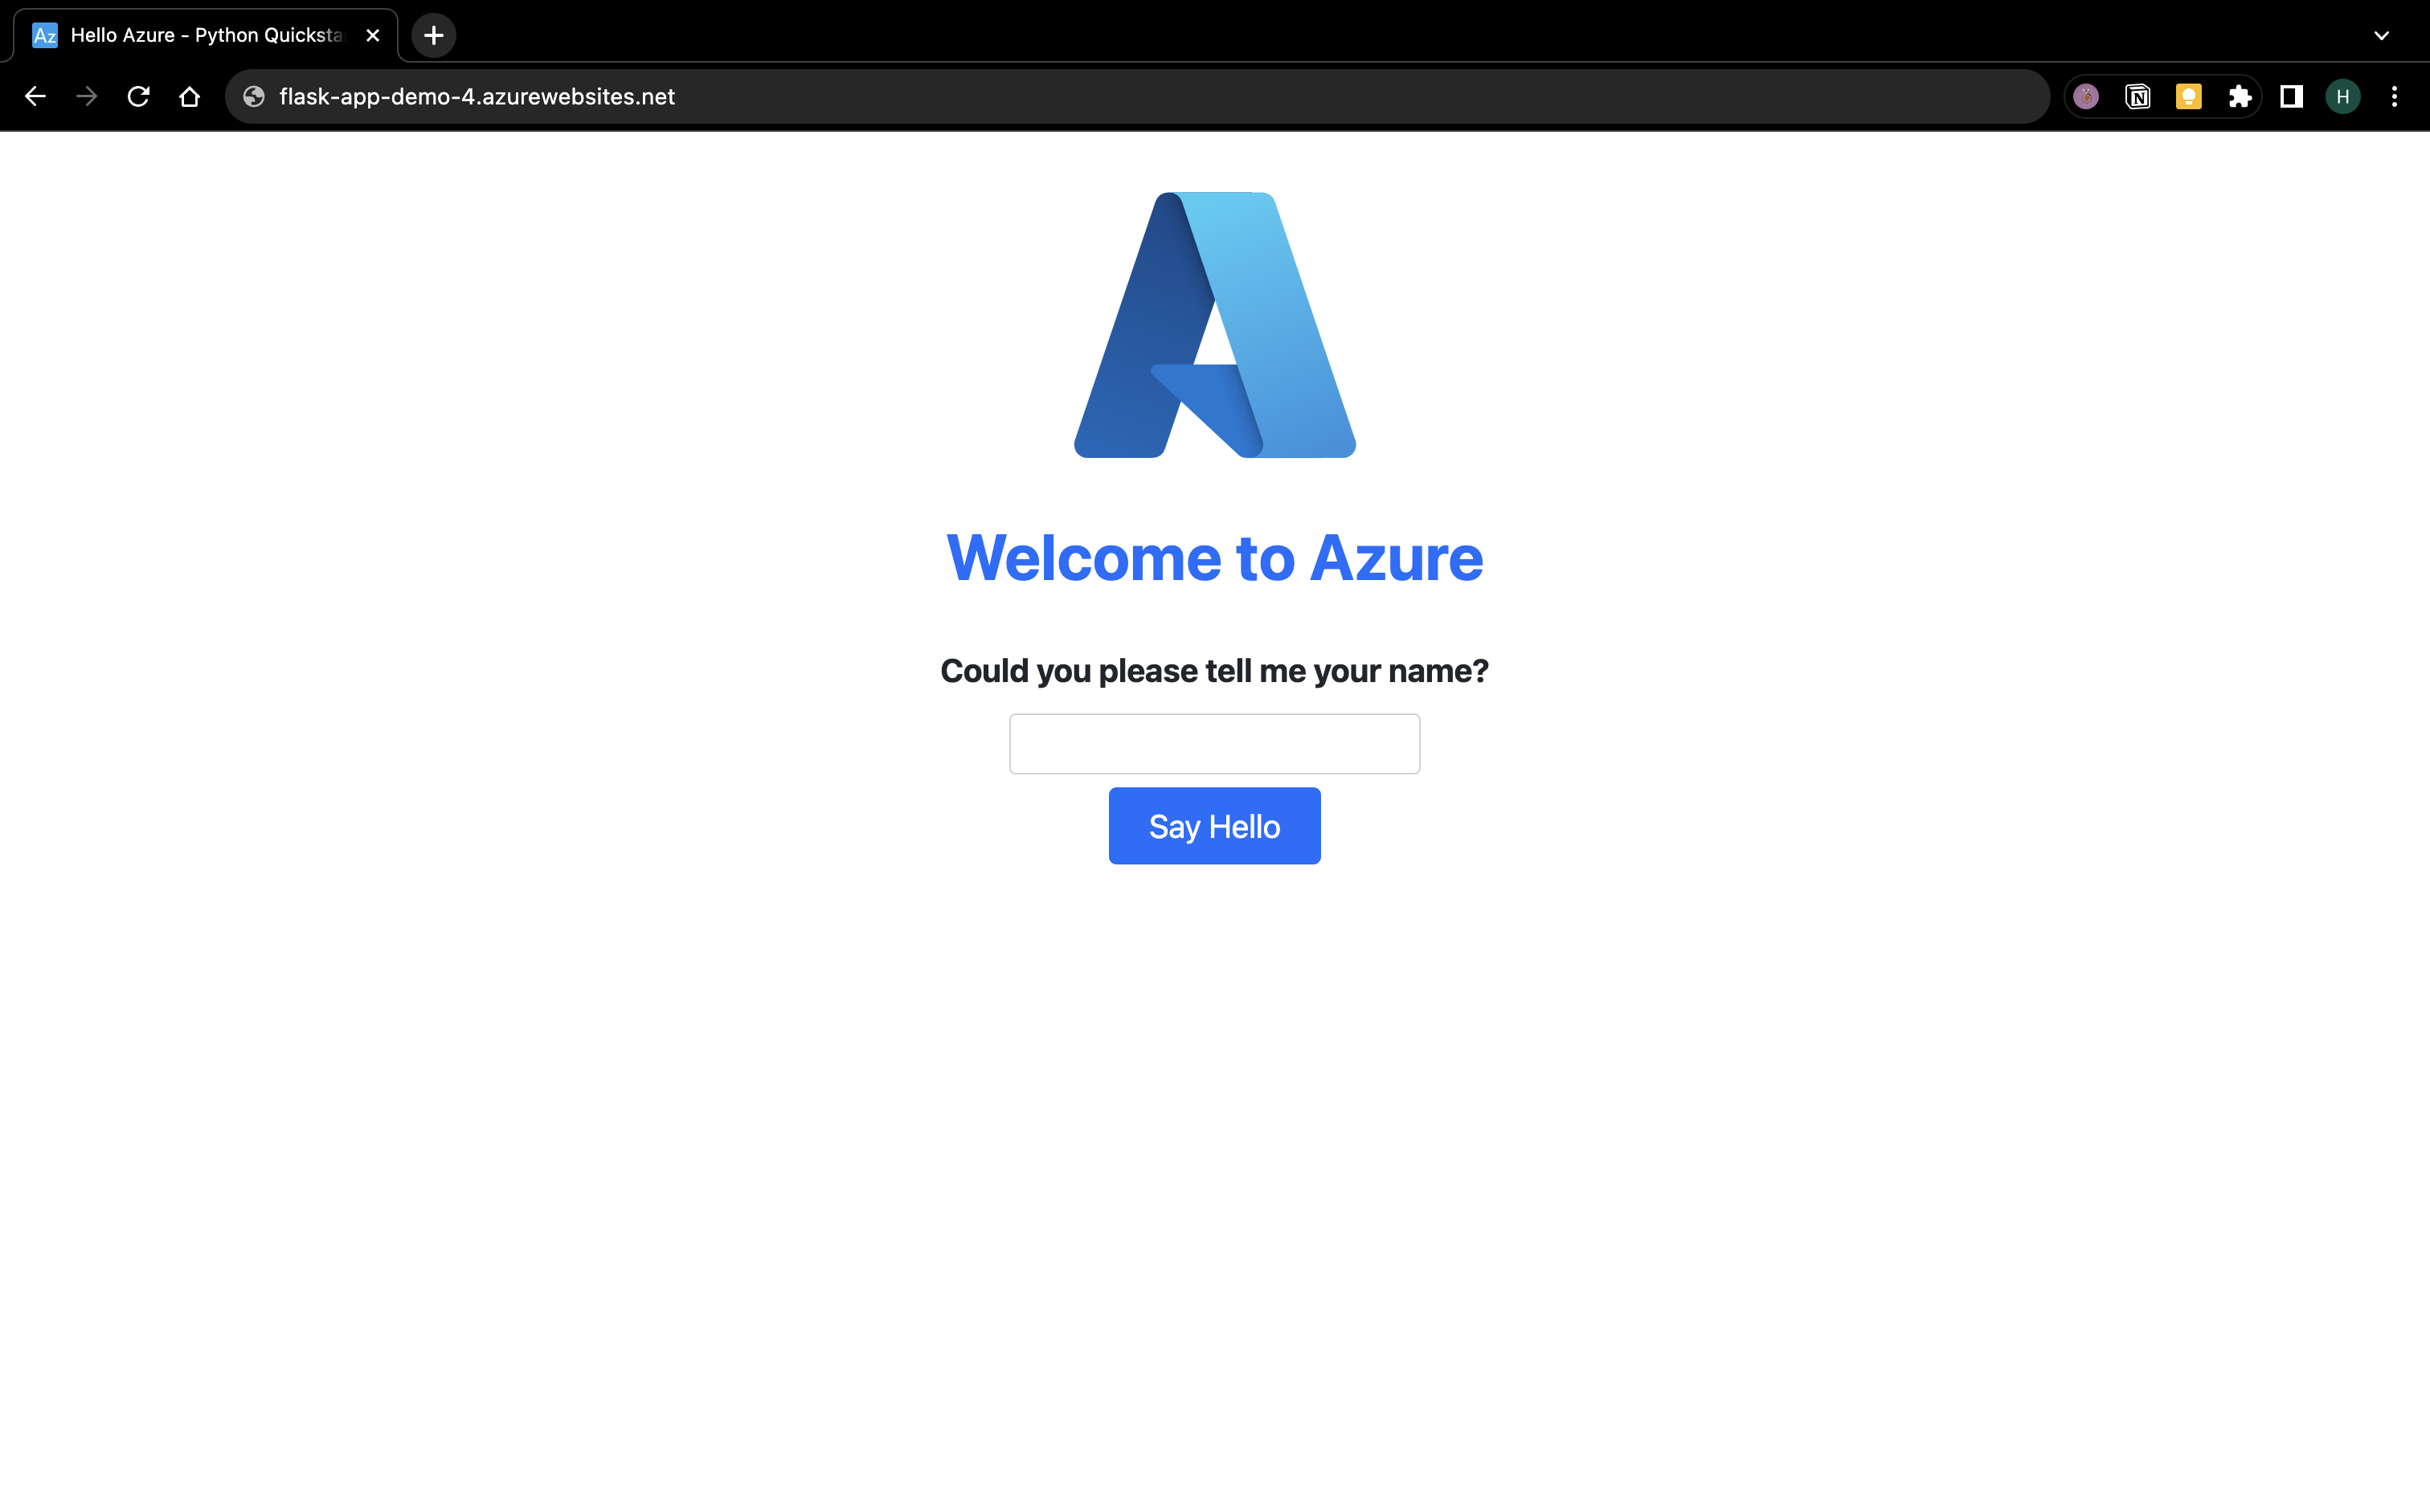 Az Hello Azure - Python Quicksta
flask-app-demo-4.azurewebsites.net
N
H
Welcome to Azure
Could you please tell me your name?
Say Hello